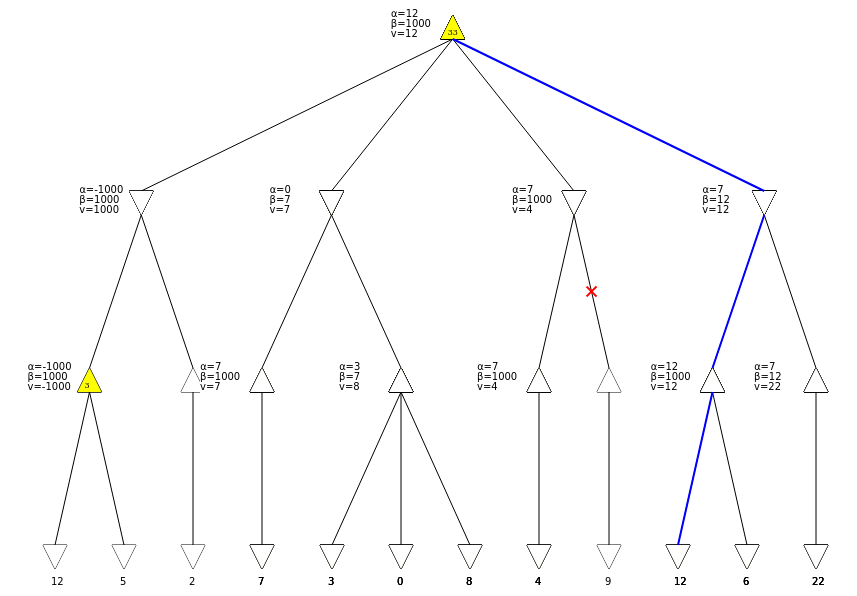 α=12
β=1000
v=12
33
α=-1000
β=1000
v=1000
α=0
β=7
v=7
α=7
β=1000
v=4
α=7
β=12
v=12
α=-1000
β=1000
v=-1000
3
α=7
β=1000
v=7
α=3
β=7
v=8
α=7
β=1000
v=4
α=12
β=1000
v=12
α=7
β=12
v=22
12 5 2 7 3 0 8 4 9 12 6 22